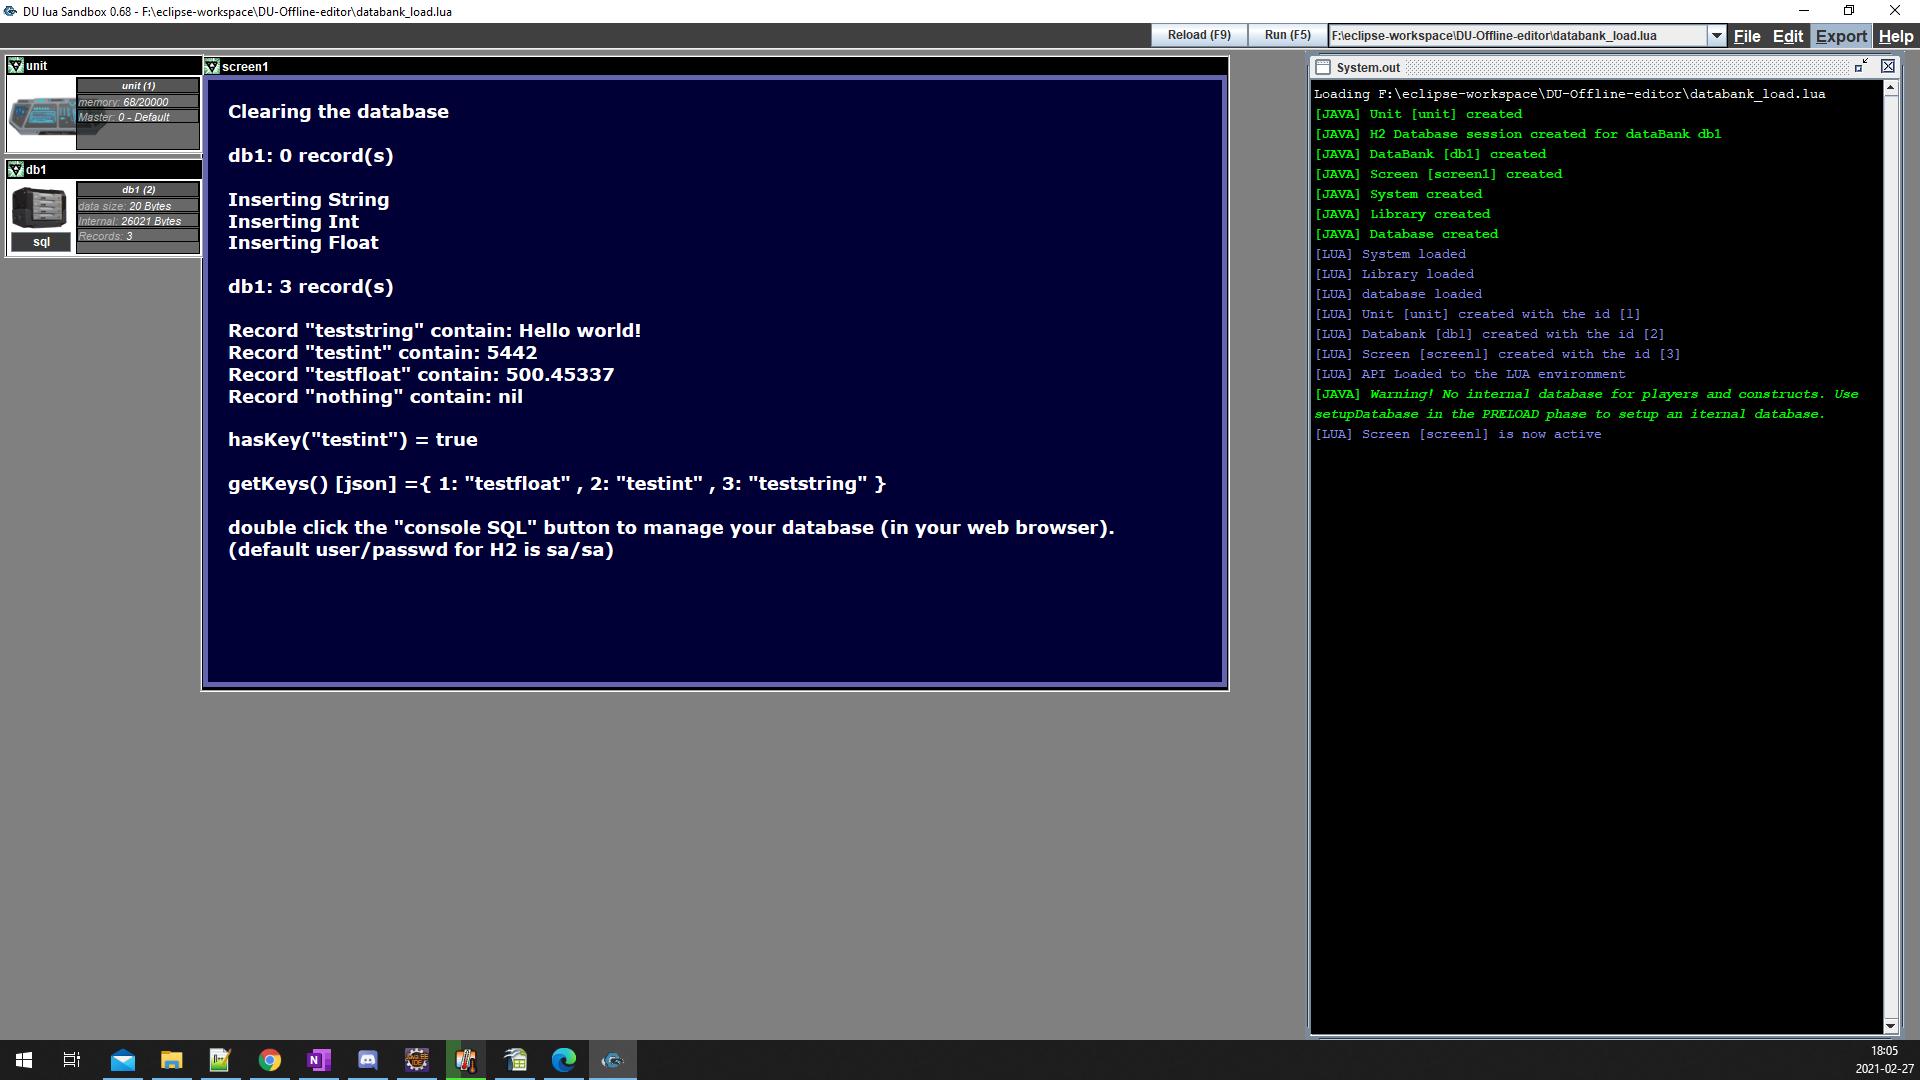 DU lua Sandbox 0.68 - F:\eclipse-workspace\DU-Offline-editor\databank_load.lua
Reload (F9) Run (F5) F:\eclipse-workspace\DU-Offline-editor\databank_load.lua File Edit Export Help
unit
unit (1)
memory: 68/20000
Master: 0 - Default
db1
db1 (2)
data size: 20 Bytes
Internal: 26021 Bytes
Records: 3
sql
screen1
Clearing the database
db1: 0 record(s)
Inserting String
Inserting Int
Inserting Float
db1: 3 record(s)
Record "teststring" contain: Hello world!
Record "testint" contain: 5442
Record "testfloat" contain: 500.45337
Record "nothing" contain: nil
hasKey("testint") = true
getKeys() [json] ={ 1: "testfloat" , 2: "testint" , 3: "teststring" }
double click the "console SQL" button to manage your database (in your web browser).
(default user/passwd for H2 is sa/sa)
System.out
Loading F:\eclipse-workspace\DU-Offline-editor\databank_load.lua
[JAVA] Unit [unit] created
[JAVA] H2 Database session created for dataBank db1
[JAVA] DataBank [db1] created
[JAVA] Screen [screen1] created
[JAVA] System created
[JAVA] Library created
[JAVA] Database created
[LUA] System loaded
[LUA] Library loaded
[LUA] database loaded
[LUA] Unit [unit] created with the id [1]
[LUA] Databank [db1] created with the id [2]
[LUA] Screen [screen1] created with the id [3]
[LUA] API Loaded to the LUA environment
[JAVA] Warning! No internal database for players and constructs. Use
setupDatabase in the PRELOAD phase to setup an iternal database.
[LUA] Screen [screen1] is now active
18:05
2021-02-27